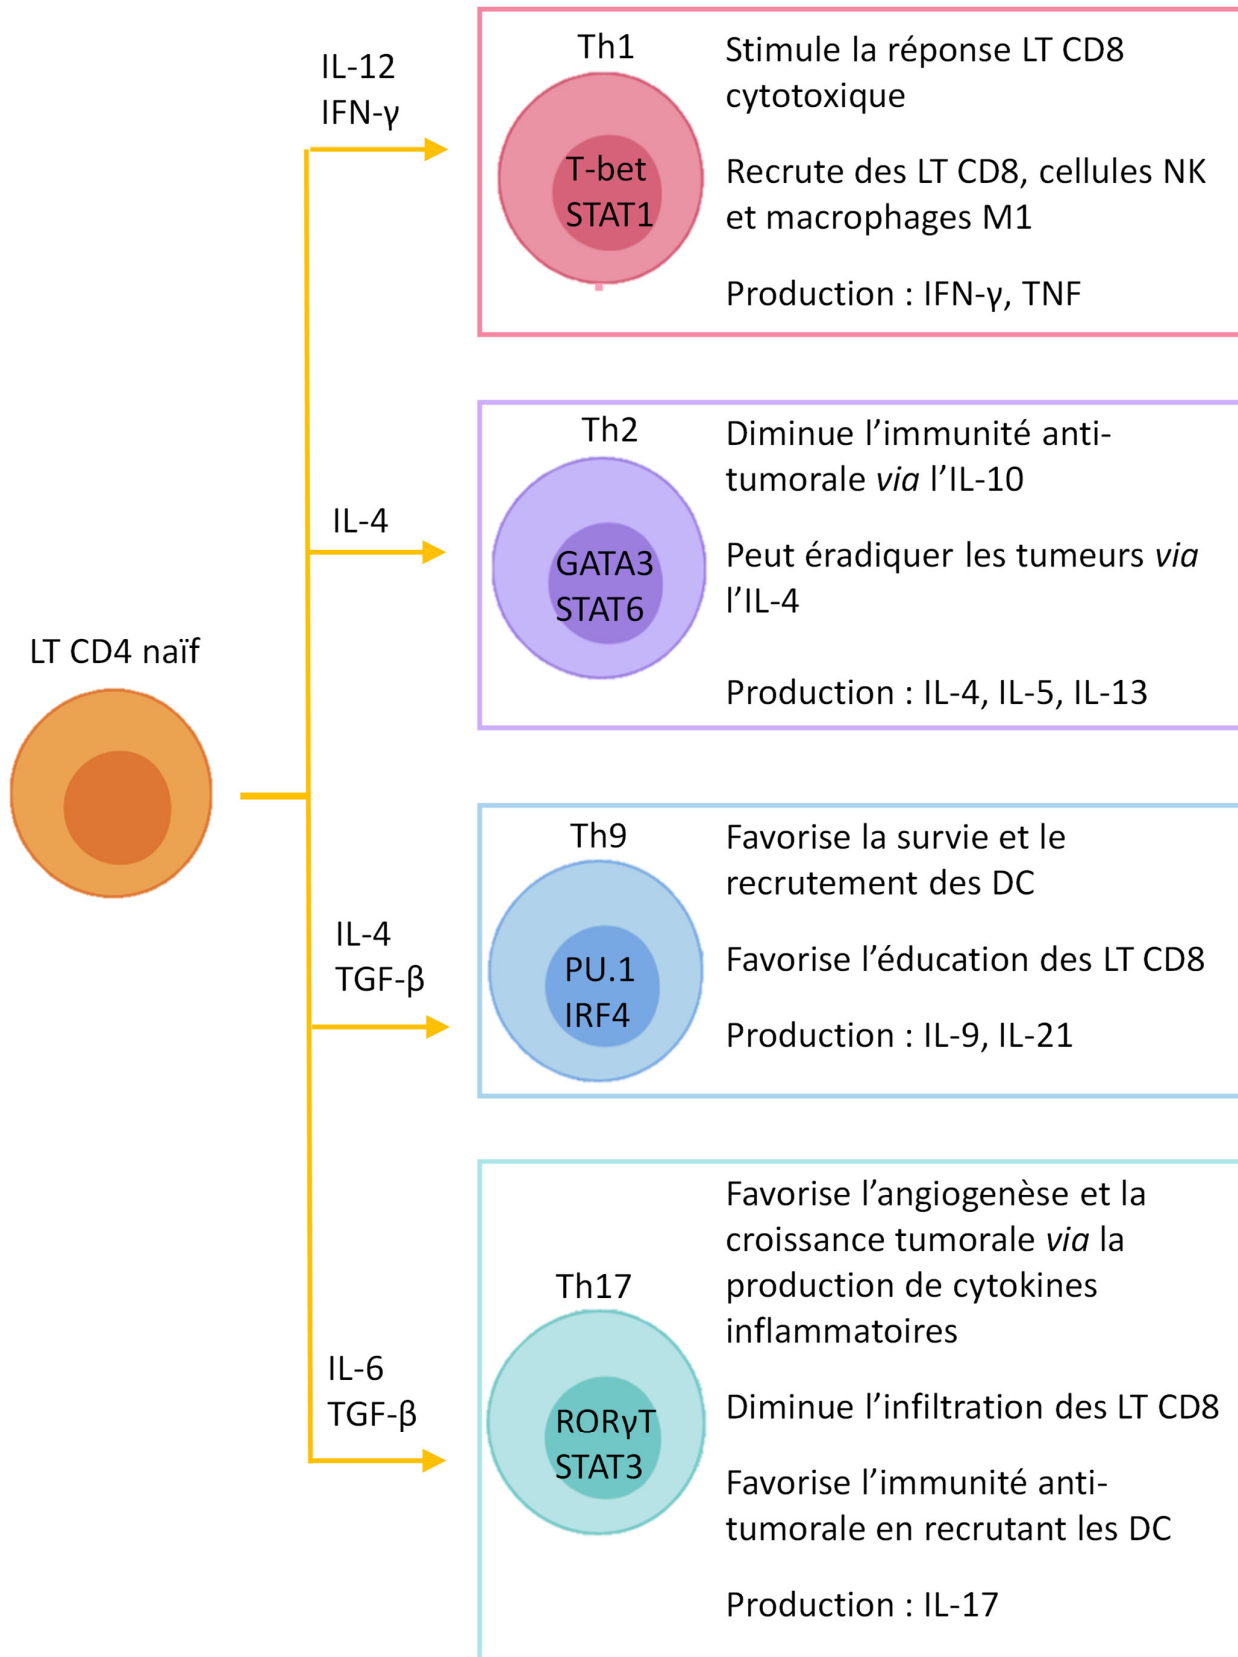 LT CD4 naïf
IL-12
IFN-γ
Th1
T-bet
STAT1
Stimule la réponse LT CD8
cytotoxique
Recrute des LT CD8, cellules NK
et macrophages M1
Production : IFN-γ, TNF
IL-4
Th2
GATA3
STAT6
Diminue l’immunité anti-
tumorale via l’IL-10
Peut éradiquer les tumeurs via
l’IL-4
Production : IL-4, IL-5, IL-13
IL-4
TGF-β
Th9
PU.1
IRF4
Favorise la survie et le
recrutement des DC
Favorise l’éducation des LT CD8
Production : IL-9, IL-21
IL-6
TGF-β
Th17
RORγT
STAT3
Favorise l’angiogenèse et la
croissance tumorale via la
production de cytokines
inflammatoires
Diminue l’infiltration des LT CD8
Favorise l’immunité anti-
tumorale en recrutant les DC
Production : IL-17